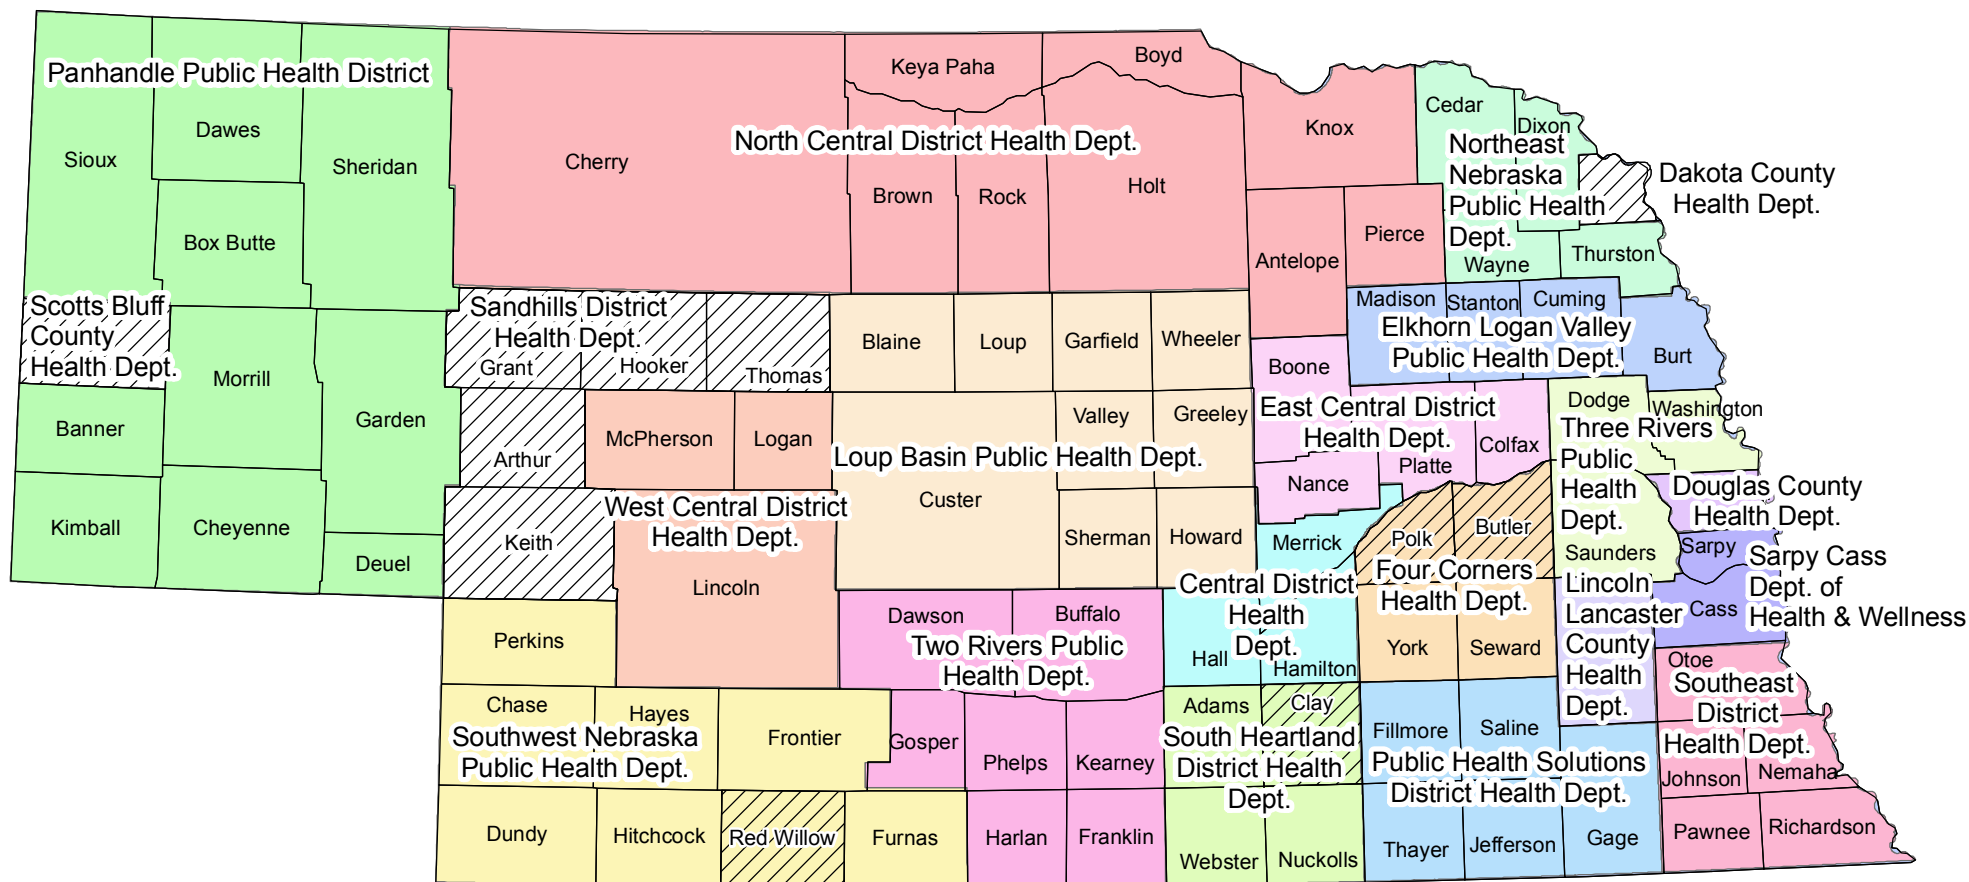 Panhandle Public Health District
Sioux
Dawes
Sheridan
Box Butte
Scotts Bluff
County
Health Dept.
Morrill
Garden
Banner
Kimball
Cheyenne
Deuel
North Central District Health Dept.
Cherry
Keya Paha
Boyd
Brown
Rock
Holt
Knox
Antelope
Pierce
Cedar
Dixon
Northeast
Nebraska
Public Health
Dept.
Wayne
Thurston
Dakota County
Health Dept.
Sandhills District
Health Dept.
Grant
Hooker
Thomas
Arthur
Keith
Blaine
Loup
Garfield
Wheeler
Valley
Greeley
Loup Basin Public Health Dept.
Custer
Sherman
Howard
McPherson
Logan
West Central District
Health Dept.
Lincoln
Madison
Stanton
Cuming
Elkhorn Logan Valley
Public Health Dept.
Burt
Boone
East Central District
Health Dept.
Platte
Colfax
Nance
Dodge
Washington
Three Rivers
Public
Health
Dept.
Saunders
Douglas County
Health Dept.
Sarpy
Cass
Sarpy Cass
Dept. of
Health & Wellness
Merrick
Central District
Health
Dept.
Hall
Hamilton
Polk
Butler
Four Corners
Health Dept.
York
Seward
Lincoln
Lancaster
County
Health
Dept.
Perkins
Chase
Hayes
Frontier
Southwest Nebraska
Public Health Dept.
Dundy
Hitchcock
Red Willow
Furnas
Dawson
Buffalo
Two Rivers Public
Health Dept.
Gosper
Phelps
Kearney
Harlan
Franklin
Adams
Clay
South Heartland
District Health
Dept.
Webster
Nuckolls
Fillmore
Saline
Public Health Solutions
District Health Dept.
Thayer
Jefferson
Gage
Otoe
Southeast
District
Health Dept.
Johnson
Nemaha
Pawnee
Richardson